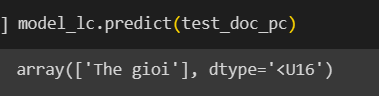 ] model_lc.predict(test_doc_pc)
array(['The gioi'], dtype='<U16')